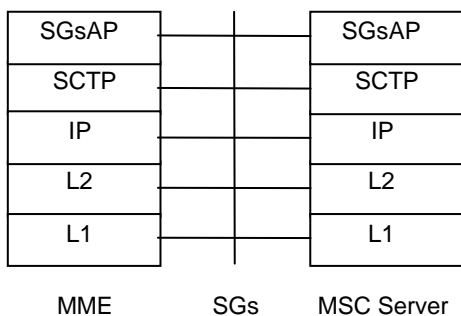 SGsAP SGsAP
SCTP SCTP
IP IP
L2 L2
L1 L1
MME SGs MSC Server